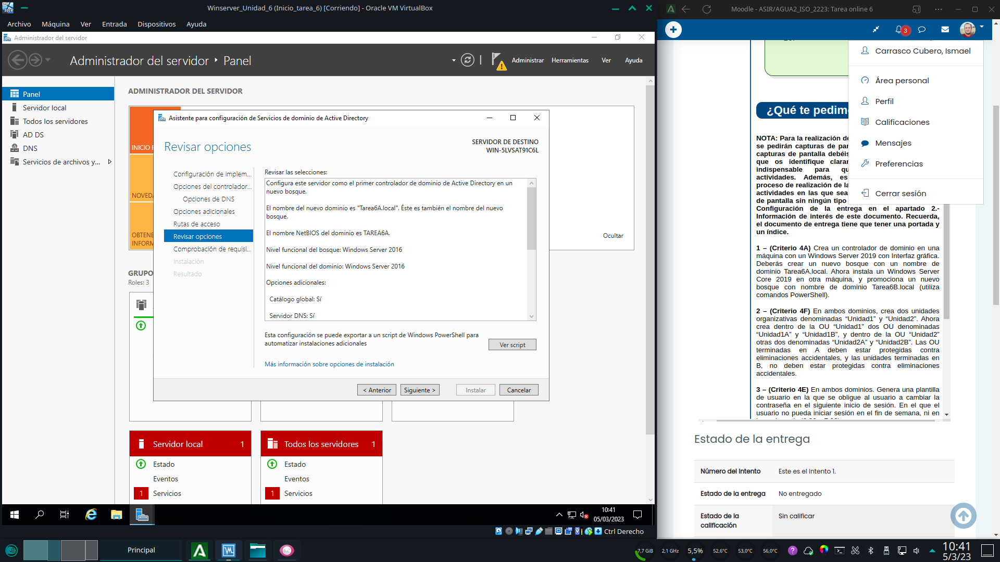 Winserver_Unidad_6 (Inicio_tarea_6) [Corriendo] - Oracle VM VirtualBox
Archivo Máquina Ver Entrada Dispositivos Ayuda
Administrador del servidor
Administrador del servidor ‣ Panel
Administrar Herramientas Ver Ayuda
Panel
Servidor local
Todos los servidores
AD DS
DNS
Servicios de archivos y...
ADMINISTRADOR DEL SERVIDOR
INICIO
OBTENE
INFORM
Ocultar
GRUPO
Roles: 3
Asistente para configuración de Servicios de dominio de Active Directory
Revisar opciones
SERVIDOR DE DESTINO
WIN-5LVSAT91C6L
Configuración de implem...
Opciones del controlador...
Opciones de DNS
Opciones adicionales
Rutas de acceso
Revisar opciones
Comprobación de requisi...
Instalación
Resultado
Revisar las selecciones:
Configura este servidor como el primer controlador de dominio de Active Directory en un
nuevo bosque.
El nombre del nuevo dominio es "Tarea6A.local". Éste es también el nombre del nuevo
bosque.
El nombre NetBIOS del dominio es TAREA6A.
Nivel funcional del bosque: Windows Server 2016
Nivel funcional del dominio: Windows Server 2016
Opciones adicionales:
Catálogo global: Sí
Servidor DNS: Sí
Esta configuración se puede exportar a un script de Windows PowerShell para
automatizar instalaciones adicionales
Ver script
Más información sobre opciones de instalación
< Anterior Siguiente > Instalar Cancelar
Servidor local 1
Estado
Eventos
1 Servicios
Todos los servidores 1
Estado
Eventos
1 Servicios
10:41
05/03/2023
Ctrl Derecho
Moodle - ASIR/AGUA2_ISO_2223: Tarea online 6
3
Carrasco Cubero, Ismael
Área personal
Perfil
Calificaciones
Mensajes
Preferencias
Cerrar sesión
¿Qué te pedim
NOTA: Para la realización de
se pedirán capturas de pan
capturas de pantalla debéis
que os identifique claram
indispensable para qu
actividades. Además, es
proceso de realización de la
actividades en las que sea
de pantalla sin ningún tipo
Configuración de la entrega en el apartado 2.-
Información de interés de este documento. Recuerda,
el documento de entrega tiene que tener una portada y
un índice.
1 – (Criterio 4A) Crea un controlador de dominio en una
máquina con un Windows Server 2019 con Interfaz gráfica.
Deberás crear un nuevo bosque con un nombre de
dominio Tarea6A.local. Ahora instala un Windows Server
Core 2019 en otra máquina, y promociona un nuevo
bosque con nombre de dominio Tarea6B.local (utiliza
comandos PowerShell).
2 – (Criterio 4F) En ambos dominios, crea dos unidades
organizativas denominadas “Unidad1” y “Unidad2”. Ahora
crea dentro de la OU “Unidad1” dos OU denominadas
“Unidad1A” y “Unidad1B”, y dentro de la OU “Unidad2”
otras dos denominadas “Unidad2A” y “Unidad2B”. Las OU
terminadas en A deben estar protegidas contra
eliminaciones accidentales, y las unidades terminadas en
B, no deben estar protegidas contra eliminaciones
accidentales.
3 – (Criterio 4E) En ambos dominios. Genera una plantilla
de usuario en la que se obligue al usuario a cambiar la
contraseña en el siguiente inicio de sesión. En el que el
usuario no pueda iniciar sesión en el fin de semana, ni en
Estado de la entrega
Número del intento Este es el intento 1.
Estado de la entrega No entregado
Estado de la
calificación
Sin calificar
Principal
7,7 GiB 2,1 GHz 5,5% 52,6°C 53,0°C 56,0°C
10:41
5/3/23